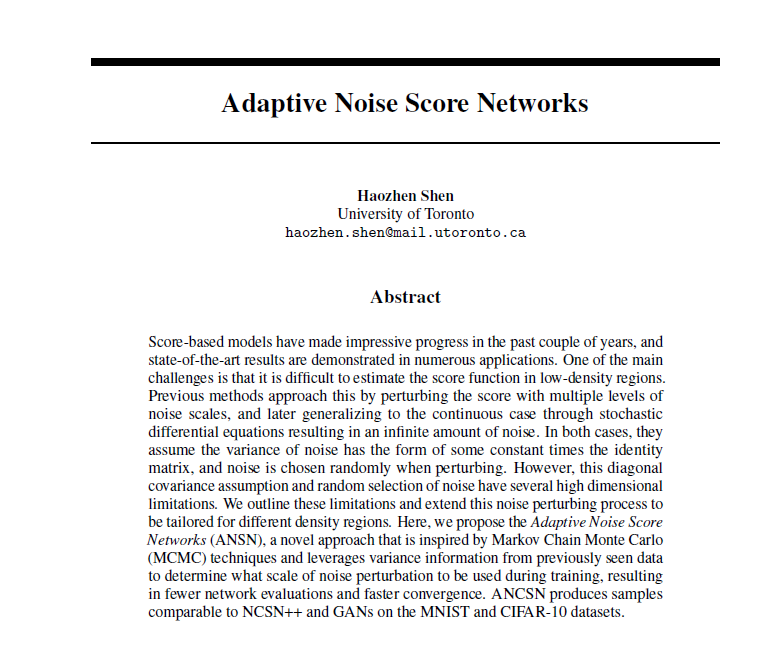 Adaptive Noise Score Networks
Haozhen Shen
University of Toronto
haozhen.shen@mail.utoronto.ca
Abstract
Score-based models have made impressive progress in the past couple of years, and
state-of-the-art results are demonstrated in numerous applications. One of the main
challenges is that it is difficult to estimate the score function in low-density regions.
Previous methods approach this by perturbing the score with multiple levels of
noise scales, and later generalizing to the continuous case through stochastic
differential equations resulting in an infinite amount of noise. In both cases, they
assume the variance of noise has the form of some constant times the identity
matrix, and noise is chosen randomly when perturbing. However, this diagonal
covariance assumption and random selection of noise have several high dimensional
limitations. We outline these limitations and extend this noise perturbing process to
be tailored for different density regions. Here, we propose the Adaptive Noise Score
Networks (ANSN), a novel approach that is inspired by Markov Chain Monte Carlo
(MCMC) techniques and leverages variance information from previously seen data
to determine what scale of noise perturbation to be used during training, resulting
in fewer network evaluations and faster convergence. ANCSN produces samples
comparable to NCSN++ and GANs on the MNIST and CIFAR-10 datasets.